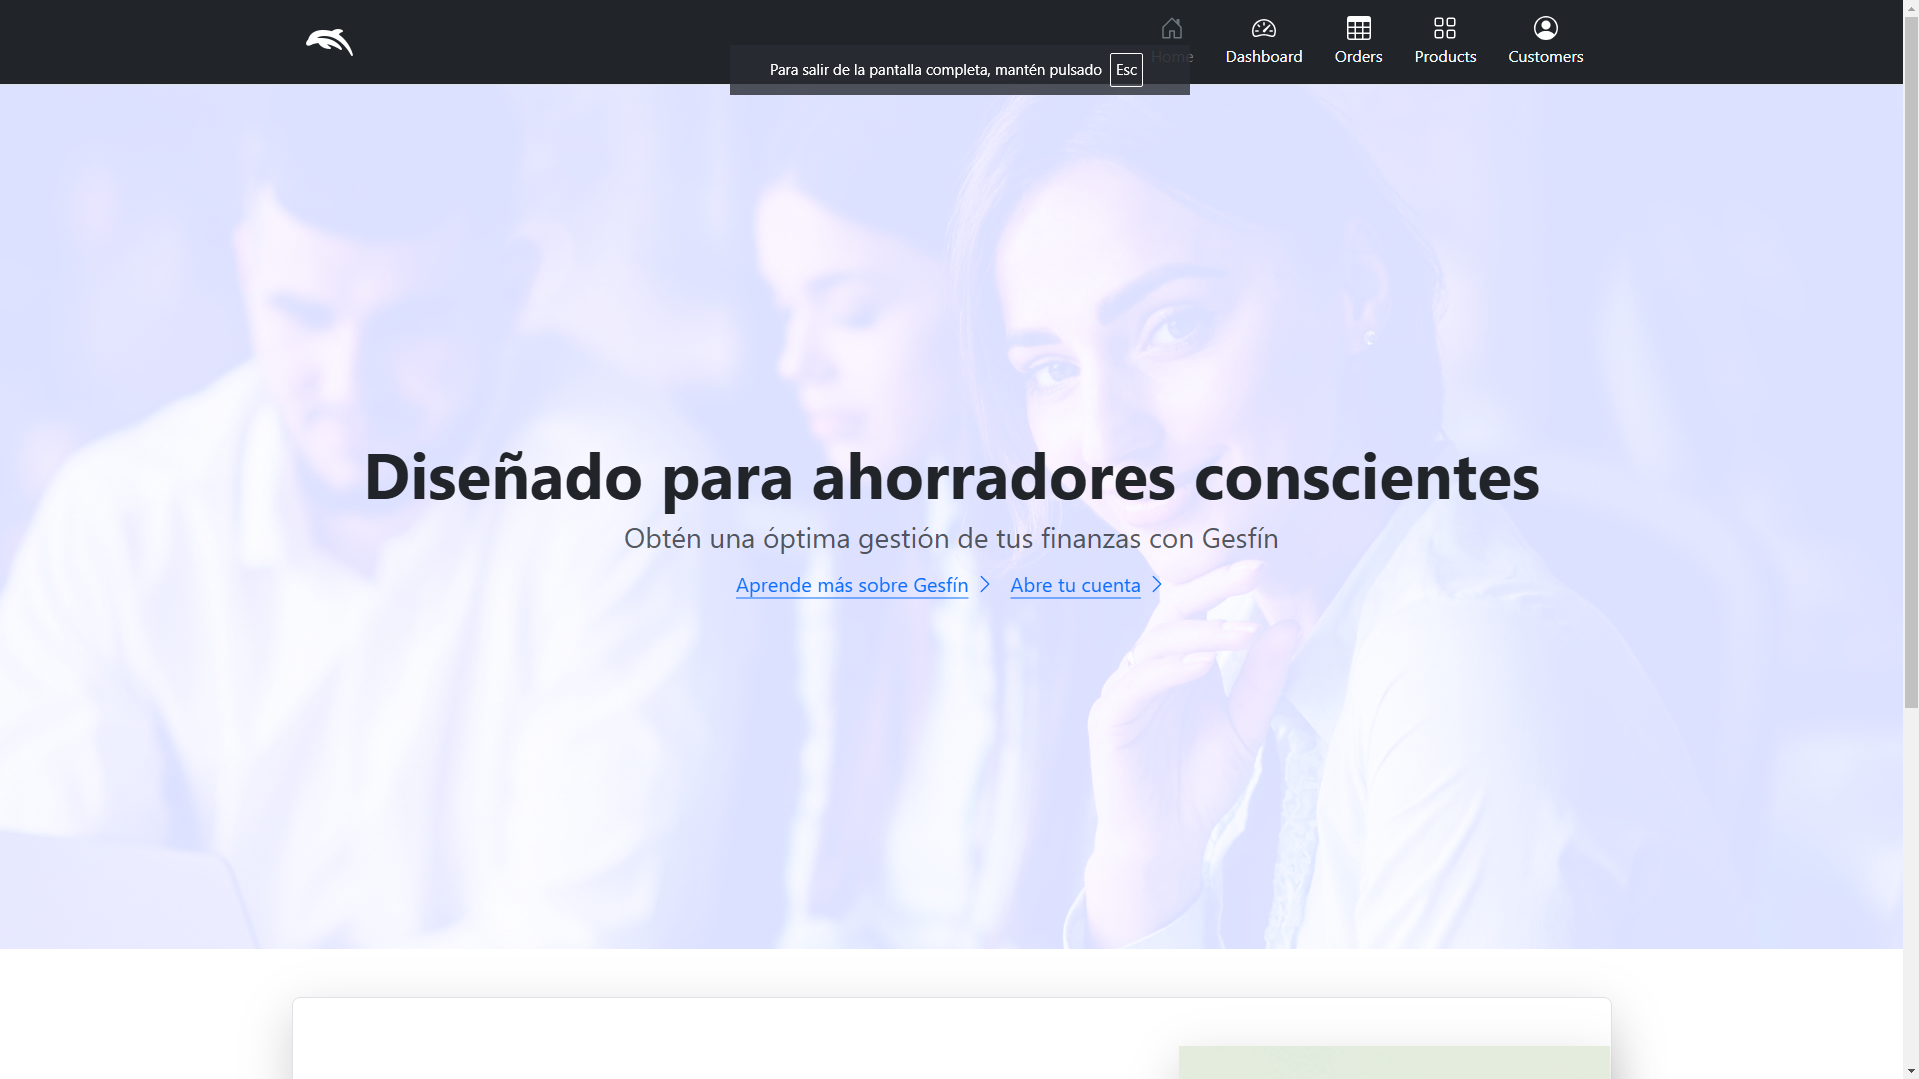 Home
Dashboard
Orders
Products
Customers
Para salir de la pantalla completa, mantén pulsado Esc
Diseñado para ahorradores conscientes
Obtén una óptima gestión de tus finanzas con Gesfín
Aprende más sobre Gesfín
Abre tu cuenta